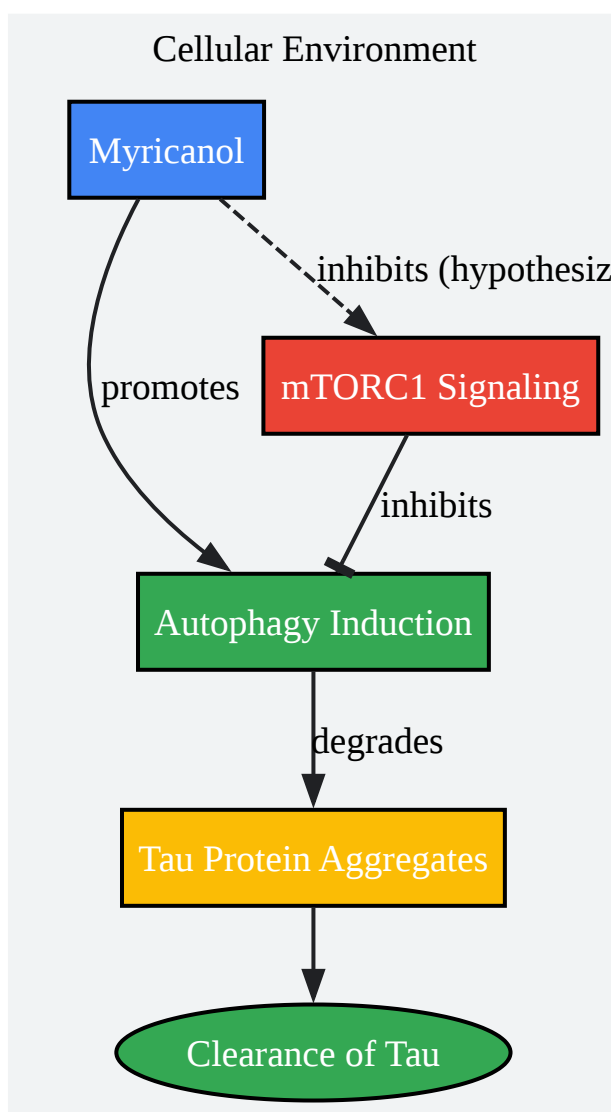 Cellular Environment
Myricanol
inhibits (hypothesiz
mTORC1 Signaling
promotes
inhibits
Autophagy Induction
degrades
Tau Protein Aggregates
Clearance of Tau